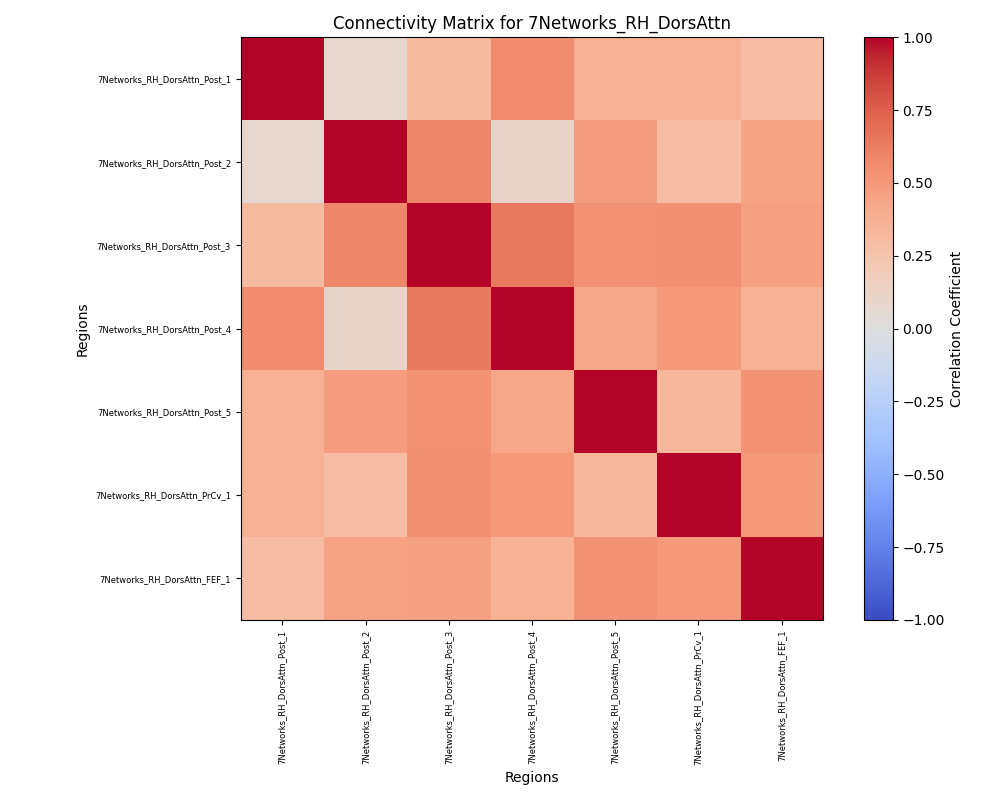 Connectivity Matrix for 7Networks_RH_DorsAttn
7Networks_RH_DorsAttn_Post_1
7Networks_RH_DorsAttn_Post_2
7Networks_RH_DorsAttn_Post_3
7Networks_RH_DorsAttn_Post_4
7Networks_RH_DorsAttn_Post_5
7Networks_RH_DorsAttn_PrCv_1
7Networks_RH_DorsAttn_FEF_1
Regions
7Networks_RH_DorsAttn_Post_1
7Networks_RH_DorsAttn_Post_2
7Networks_RH_DorsAttn_Post_3
7Networks_RH_DorsAttn_Post_4
7Networks_RH_DorsAttn_Post_5
7Networks_RH_DorsAttn_PrCv_1
7Networks_RH_DorsAttn_FEF_1
Regions
1.00
0.75
0.50
0.25
0.00
−0.25
−0.50
−0.75
−1.00
Correlation Coefficient